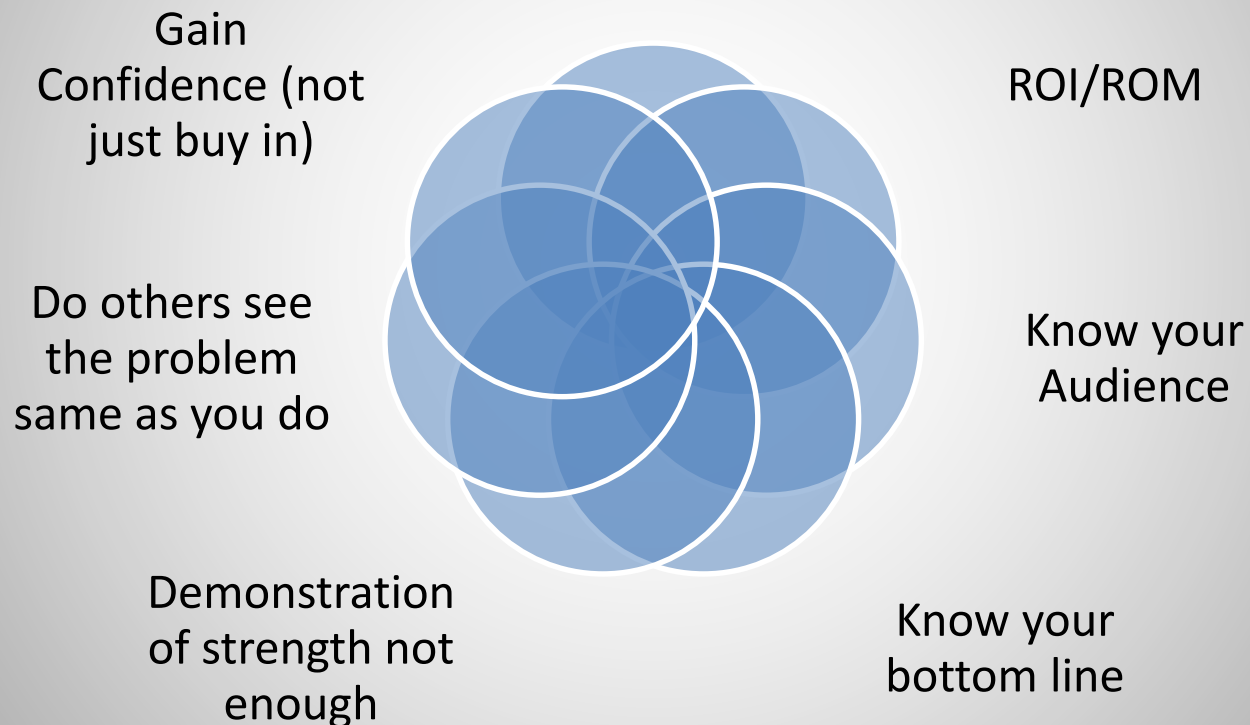 Gain
Confidence (not
just buy in)
ROI/ROM
Do others see
the problem
same as you do
Know your
Audience
Demonstration
of strength not
enough
Know your
bottom line